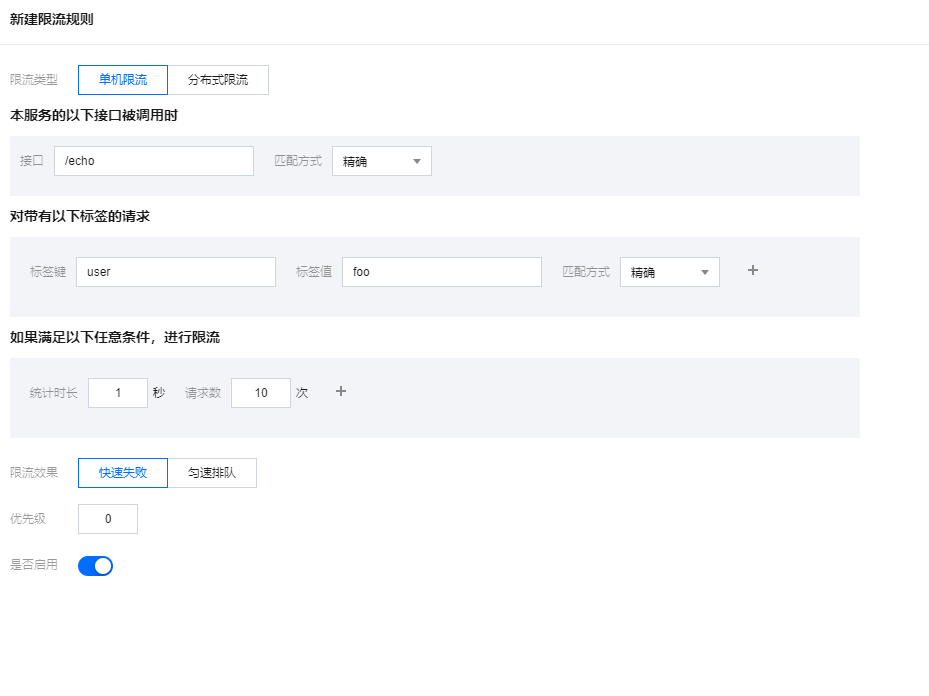 新建限流规则
限流类型 单机限流 分布式限流
本服务的以下接口被调用时
接口 /echo 匹配方式 精确
对带有以下标签的请求
标签键 user 标签值 foo 匹配方式 精确
如果满足以下任意条件，进行限流
统计时长 1 秒 请求数 10 次
限流效果 快速失败 匀速排队
优先级 0
是否启用